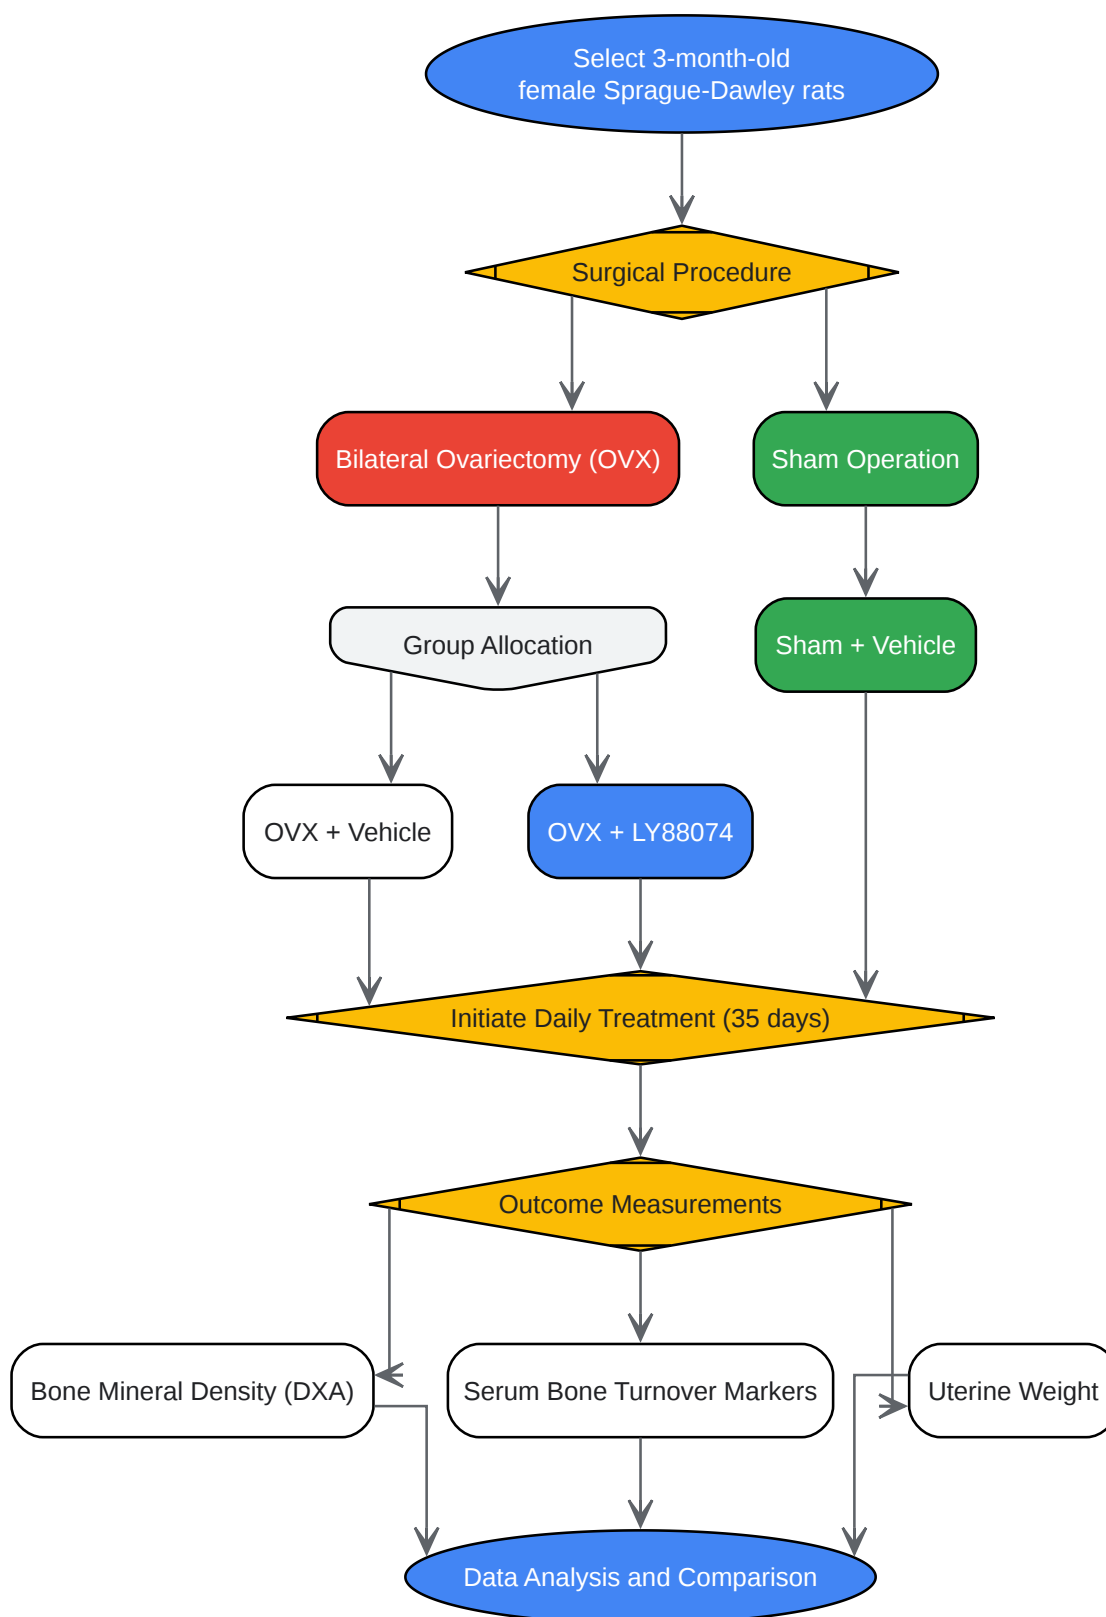 Select 3-month-old
female Sprague-Dawley rats
Surgical Procedure
Bilateral Ovariectomy (OVX)
Sham Operation
Group Allocation
Sham + Vehicle
OVX + Vehicle
OVX + LY88074
Initiate Daily Treatment (35 days)
Outcome Measurements
Bone Mineral Density (DXA)
Serum Bone Turnover Markers
Uterine Weight
Data Analysis and Comparison